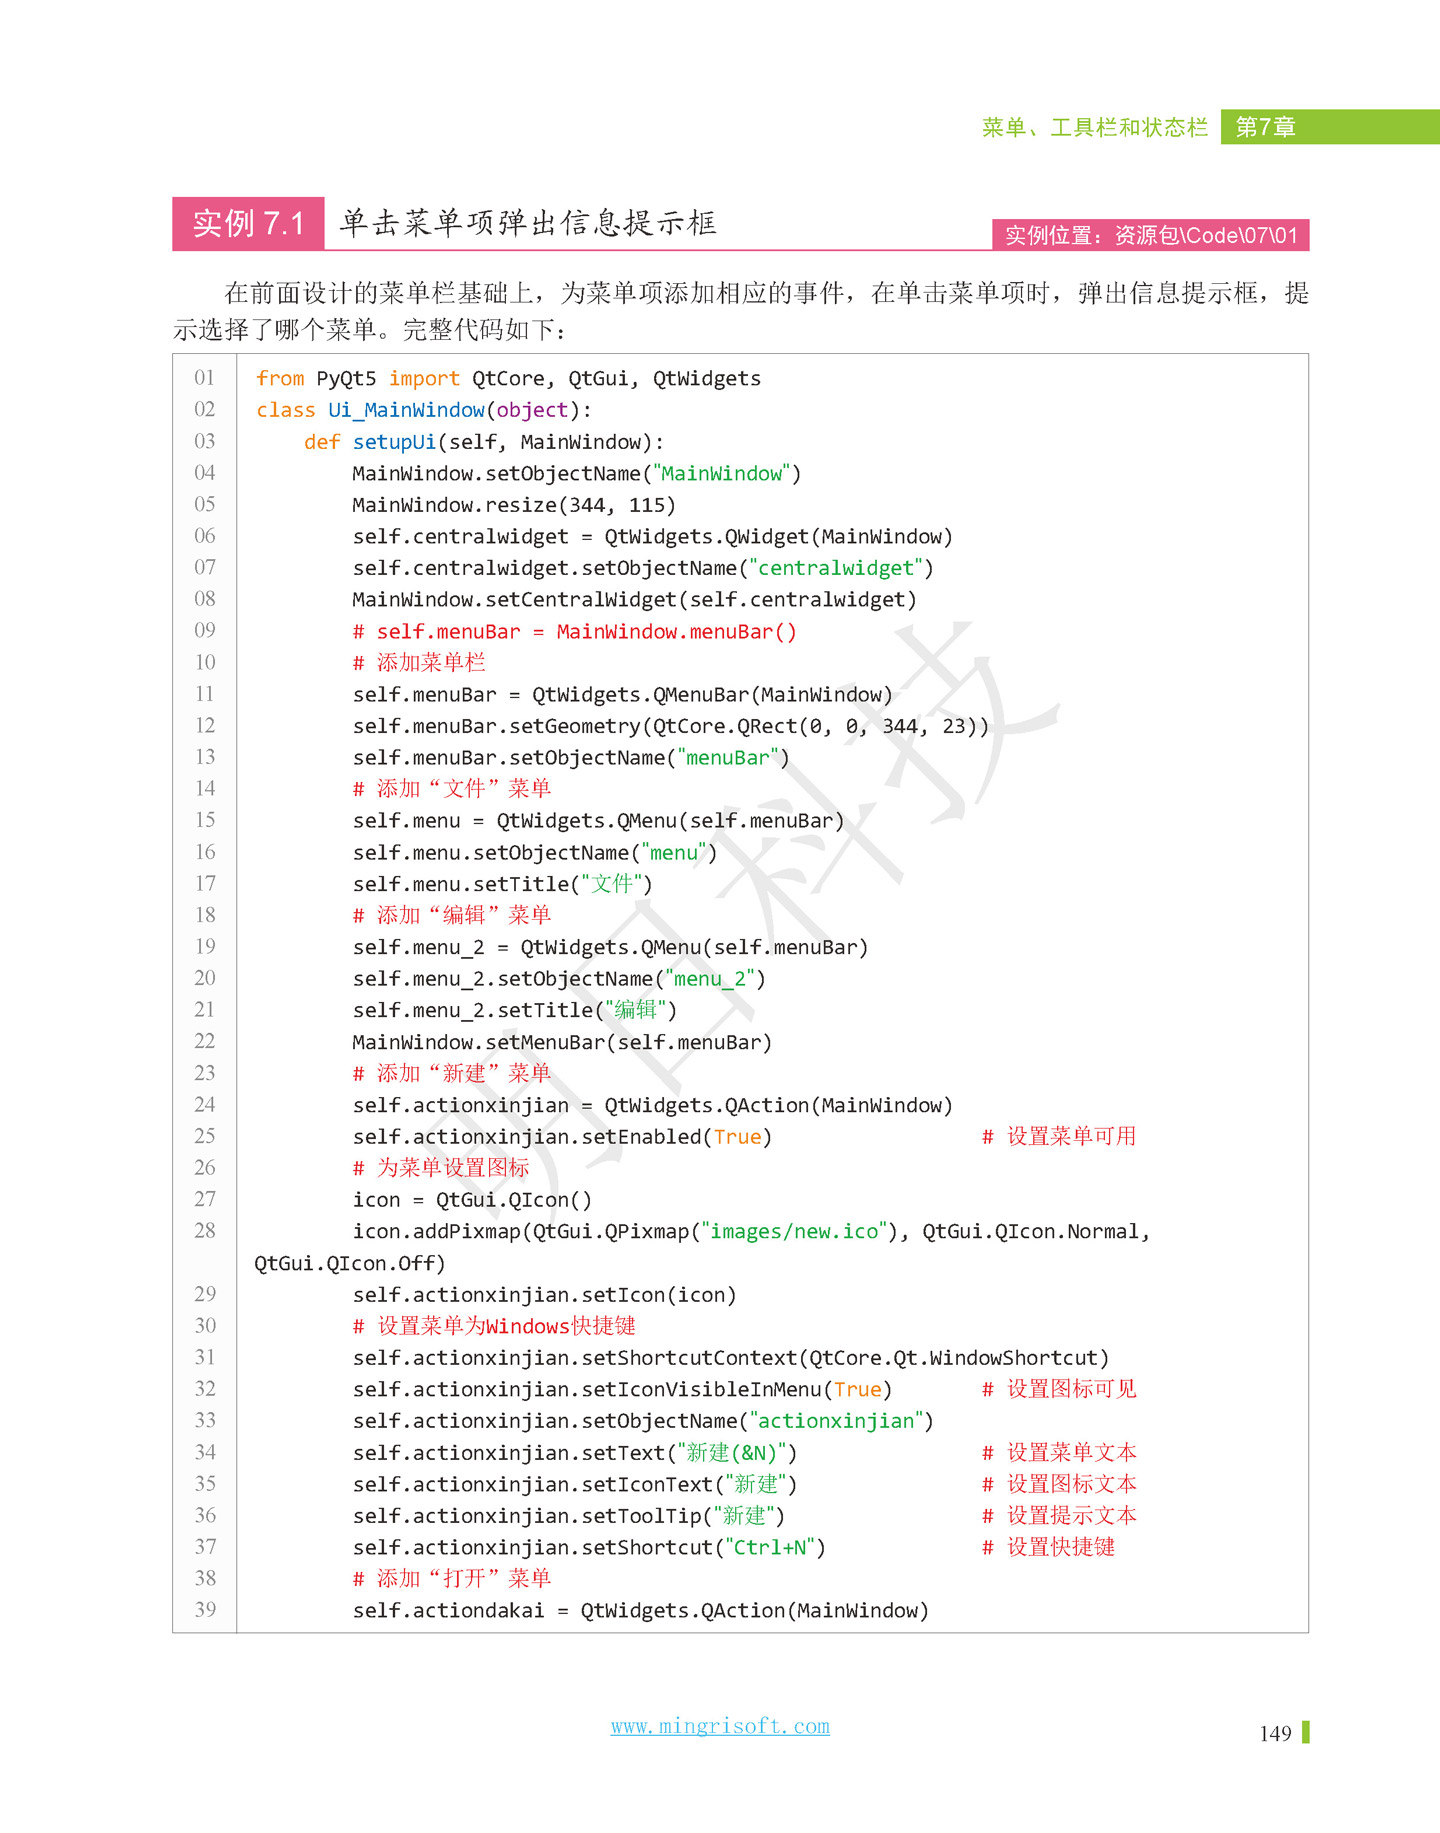 菜单、工具栏和状态栏 第7章
实例 7.1 单击菜单项弹出信息提示框
实例位置：资源包\Code\07\01
在前面设计的菜单栏基础上，为菜单项添加相应的事件，在单击菜单项时，弹出信息提示框，提
示选择了哪个菜单。完整代码如下：
01 from PyQt5 import QtCore, QtGui, QtWidgets
02 class Ui_MainWindow(object):
03     def setupUi(self, MainWindow):
04         MainWindow.setObjectName("MainWindow")
05         MainWindow.resize(344, 115)
06         self.centralwidget = QtWidgets.QWidget(MainWindow)
07         self.centralwidget.setObjectName("centralwidget")
08         MainWindow.setCentralWidget(self.centralwidget)
09         # self.menuBar = MainWindow.menuBar()
10         # 添加菜单栏
11         self.menuBar = QtWidgets.QMenuBar(MainWindow)
12         self.menuBar.setGeometry(QtCore.QRect(0, 0, 344, 23))
13         self.menuBar.setObjectName("menuBar")
14         # 添加“文件”菜单
15         self.menu = QtWidgets.QMenu(self.menuBar)
16         self.menu.setObjectName("menu")
17         self.menu.setTitle("文件")
18         # 添加“编辑”菜单
19         self.menu_2 = QtWidgets.QMenu(self.menuBar)
20         self.menu_2.setObjectName("menu_2")
21         self.menu_2.setTitle("编辑")
22         MainWindow.setMenuBar(self.menuBar)
23         # 添加“新建”菜单
24         self.actionxinjian = QtWidgets.QAction(MainWindow)
25         self.actionxinjian.setEnabled(True) # 设置菜单可用
26         # 为菜单设置图标
27         icon = QtGui.QIcon()
28         icon.addPixmap(QtGui.QPixmap("images/new.ico"), QtGui.QIcon.Normal,
QtGui.QIcon.Off)
29         self.actionxinjian.setIcon(icon)
30         # 设置菜单为Windows快捷键
31         self.actionxinjian.setShortcutContext(QtCore.Qt.WindowShortcut)
32         self.actionxinjian.setIconVisibleInMenu(True) # 设置图标可见
33         self.actionxinjian.setObjectName("actionxinjian")
34         self.actionxinjian.setText("新建(&N)") # 设置菜单文本
35         self.actionxinjian.setIconText("新建") # 设置图标文本
36         self.actionxinjian.setToolTip("新建") # 设置提示文本
37         self.actionxinjian.setShortcut("Ctrl+N") # 设置快捷键
38         # 添加“打开”菜单
39         self.actiondakai = QtWidgets.QAction(MainWindow)
明日科技
www.mingrisoft.com
149